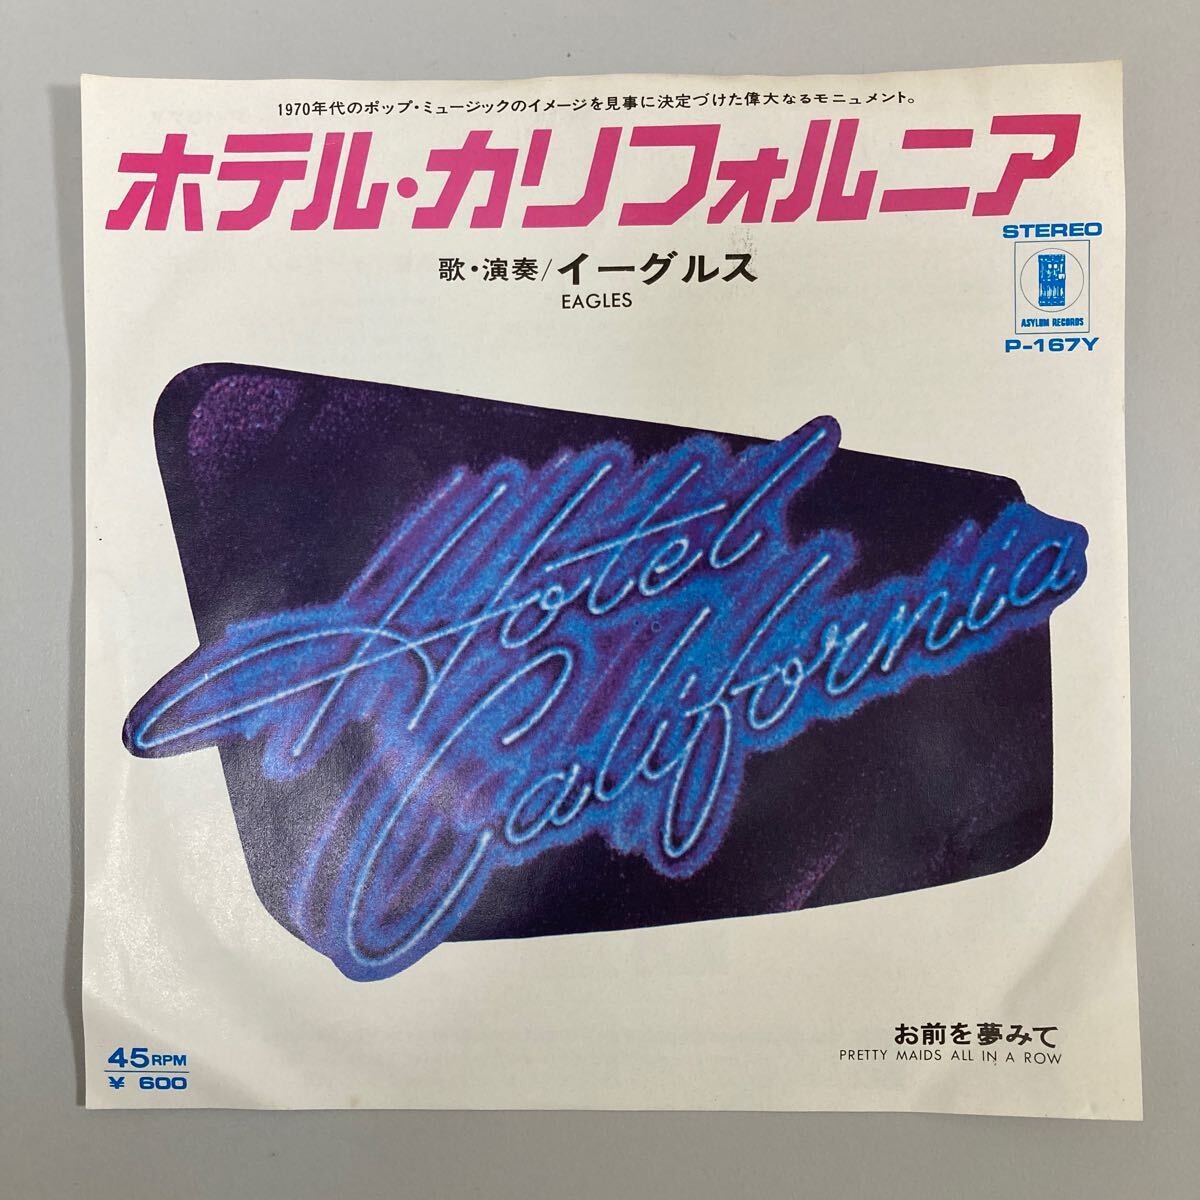 1970年代のポップ・ミュージックのイメージを見事に決定づけた偉大なるモニュメント。
ホテル・カリフォルニア
歌・演奏/イーグルス
EAGLES
STEREO
ASYLUM RECORDS
P-167Y
Hotel
California
お前を夢みて
PRETTY MAIDS ALL IN A ROW
45RPM
¥ 600